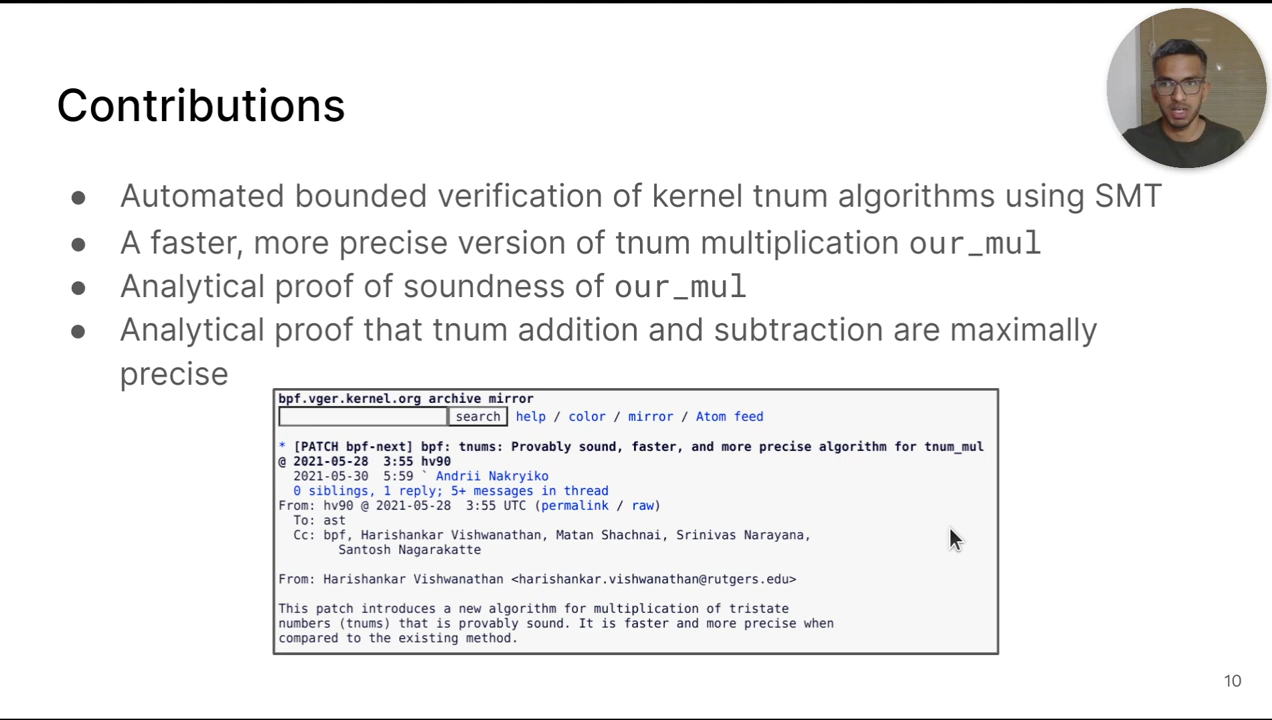 Contributions
● Automated bounded verification of kernel tnum algorithms using SMT
● A faster, more precise version of tnum multiplication our_mul
● Analytical proof of soundness of our_mul
● Analytical proof that tnum addition and subtraction are maximally
precise
bpf.vger.kernel.org archive mirror
search help / color / mirror / Atom feed
* [PATCH bpf-next] bpf: tnums: Provably sound, faster, and more precise algorithm for tnum_mul
@ 2021-05-28 3:55 hv90
2021-05-30 5:59 ` Andrii Nakryiko
0 siblings, 1 reply; 5+ messages in thread
From: hv90 @ 2021-05-28 3:55 UTC (permalink / raw)
To: ast
Cc: bpf, Harishankar Vishwanathan, Matan Shachnai, Srinivas Narayana,
Santosh Nagarakatte
From: Harishankar Vishwanathan <harishankar.vishwanathan@rutgers.edu>
This patch introduces a new algorithm for multiplication of tristate
numbers (tnums) that is provably sound. It is faster and more precise when
compared to the existing method.
10